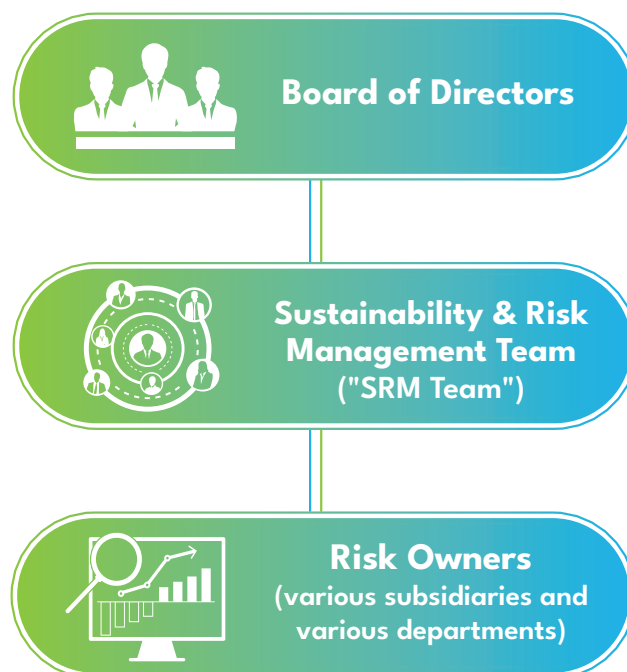 Board of Directors
Sustainability & Risk
Management Team
("SRM Team")
Risk Owners
(various subsidiaries and
various departments)